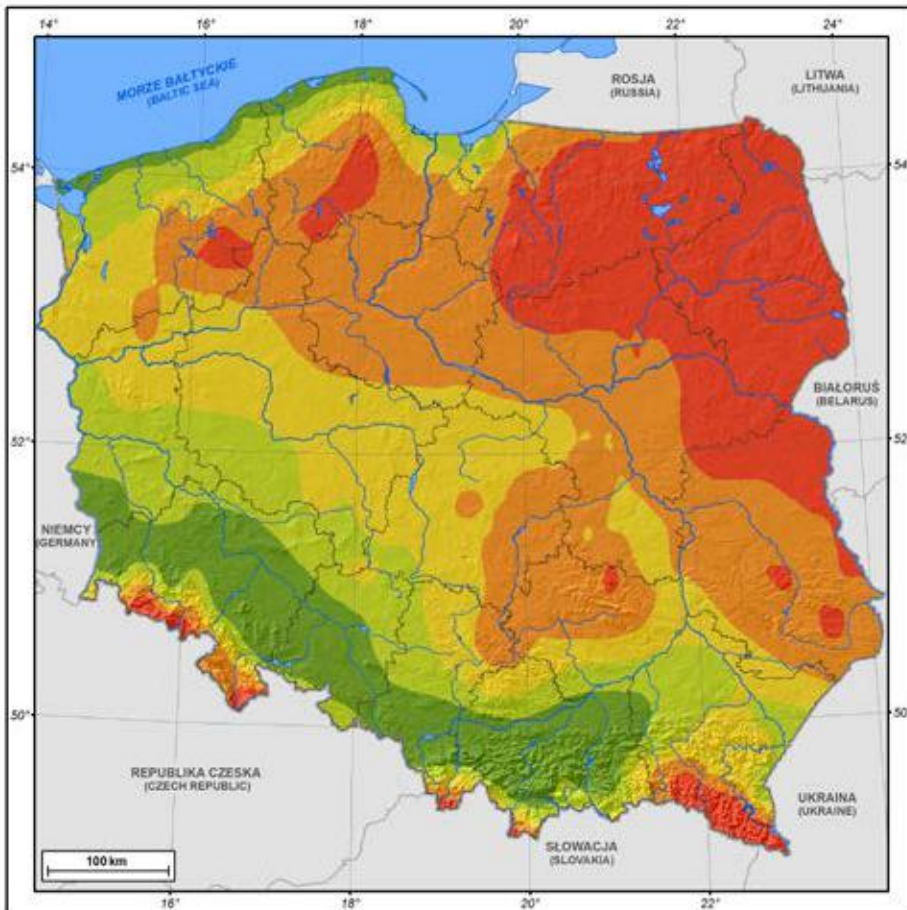 14°
16°
18°
20°
22°
24°
MORZE BAŁTYCKIE
(BALTIC SEA)
ROSJA
(RUSSIA)
LITWA
(LITHUANIA)
54°
54°
BIAŁORUŚ
(BELARUS)
52°
52°
NIEMCY
(GERMANY)
50°
50°
REPUBLIKA CZESKA
(CZECH REPUBLIC)
UKRAINA
(UKRAINE)
SŁOWACJA
(SLOVAKIA)
100 km
16°
18°
20°
22°